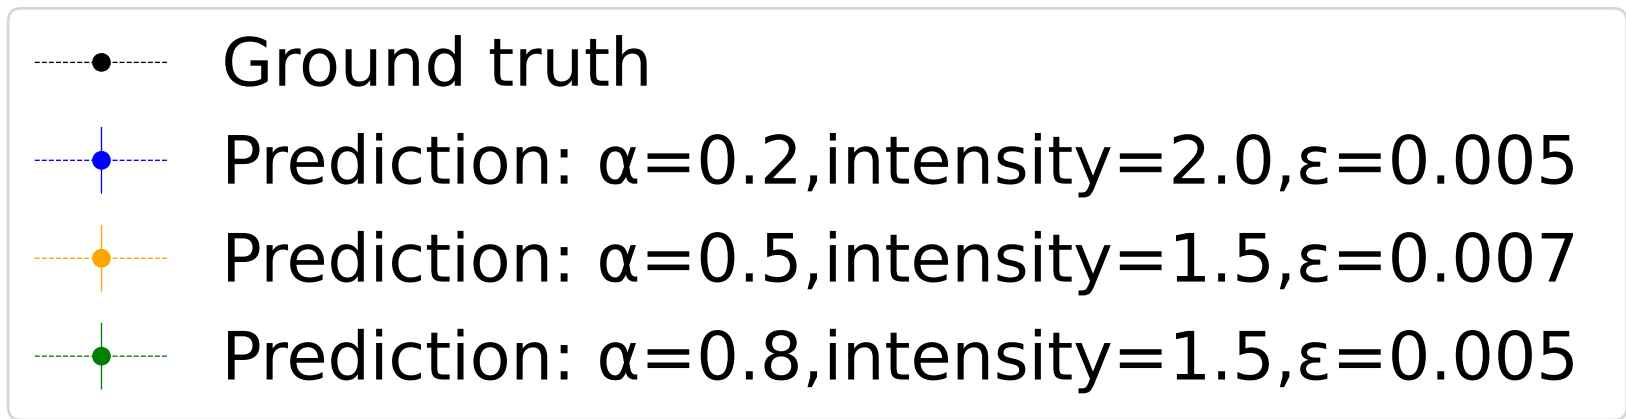 Ground truth
Prediction: α=0.2,intensity=2.0,ε=0.005
Prediction: α=0.5,intensity=1.5,ε=0.007
Prediction: α=0.8,intensity=1.5,ε=0.005